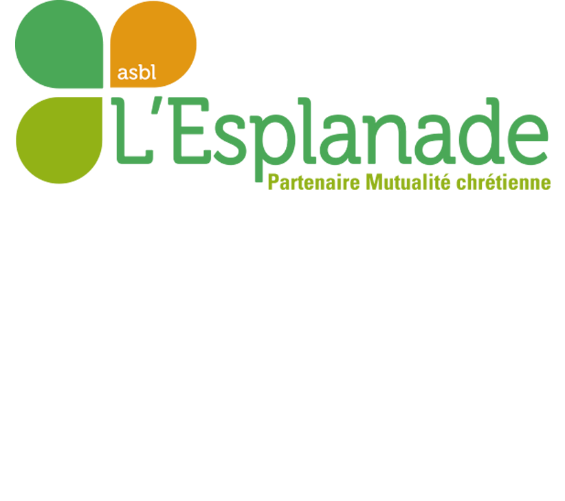 asbl
L'Esplanade
Partenaire Mutualité chrétienne